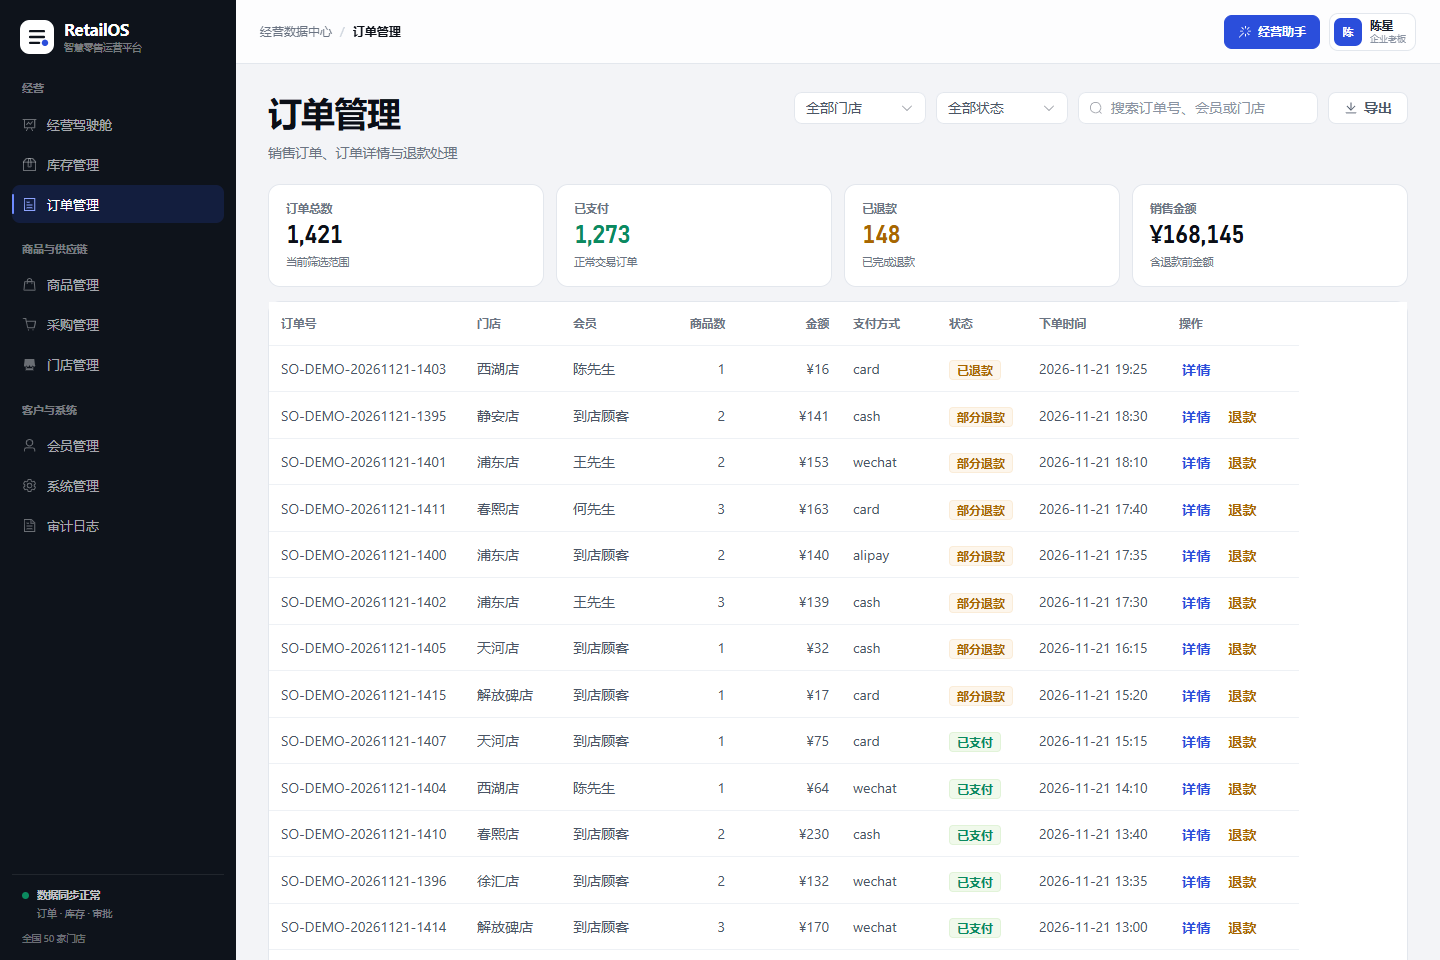 RetailOS
智慧零售运营平台
经营
经营驾驶舱
库存管理
订单管理
商品与供应链
商品管理
采购管理
门店管理
客户与系统
会员管理
系统管理
审计日志
数据同步正常
订单 · 库存 · 审批
全国 50 家门店
经营数据中心 / 订单管理
经营助手
陈
陈星
企业老板
订单管理
销售订单、订单详情与退款处理
全部门店
全部状态
搜索订单号、会员或门店
导出
订单总数
1,421
当前筛选范围
已支付
1,273
正常交易订单
已退款
148
已完成退款
销售金额
¥168,145
含退款前金额
订单号 门店 会员 商品数 金额 支付方式 状态 下单时间 操作
SO-DEMO-20261121-1403 西湖店 陈先生 1 ¥16 card 已退款 2026-11-21 19:25 详情
SO-DEMO-20261121-1395 静安店 到店顾客 2 ¥141 cash 部分退款 2026-11-21 18:30 详情 退款
SO-DEMO-20261121-1401 浦东店 王先生 2 ¥153 wechat 部分退款 2026-11-21 18:10 详情 退款
SO-DEMO-20261121-1411 春熙店 何先生 3 ¥163 card 部分退款 2026-11-21 17:40 详情 退款
SO-DEMO-20261121-1400 浦东店 到店顾客 2 ¥140 alipay 部分退款 2026-11-21 17:35 详情 退款
SO-DEMO-20261121-1402 浦东店 王先生 3 ¥139 cash 部分退款 2026-11-21 17:30 详情 退款
SO-DEMO-20261121-1405 天河店 到店顾客 1 ¥32 cash 部分退款 2026-11-21 16:15 详情 退款
SO-DEMO-20261121-1415 解放碑店 到店顾客 1 ¥17 card 部分退款 2026-11-21 15:20 详情 退款
SO-DEMO-20261121-1407 天河店 到店顾客 1 ¥75 card 已支付 2026-11-21 15:15 详情 退款
SO-DEMO-20261121-1404 西湖店 陈先生 1 ¥64 wechat 已支付 2026-11-21 14:10 详情 退款
SO-DEMO-20261121-1410 春熙店 到店顾客 2 ¥230 cash 已支付 2026-11-21 13:40 详情 退款
SO-DEMO-20261121-1396 徐汇店 到店顾客 2 ¥132 wechat 已支付 2026-11-21 13:35 详情 退款
SO-DEMO-20261121-1414 解放碑店 到店顾客 3 ¥170 wechat 已支付 2026-11-21 13:00 详情 退款